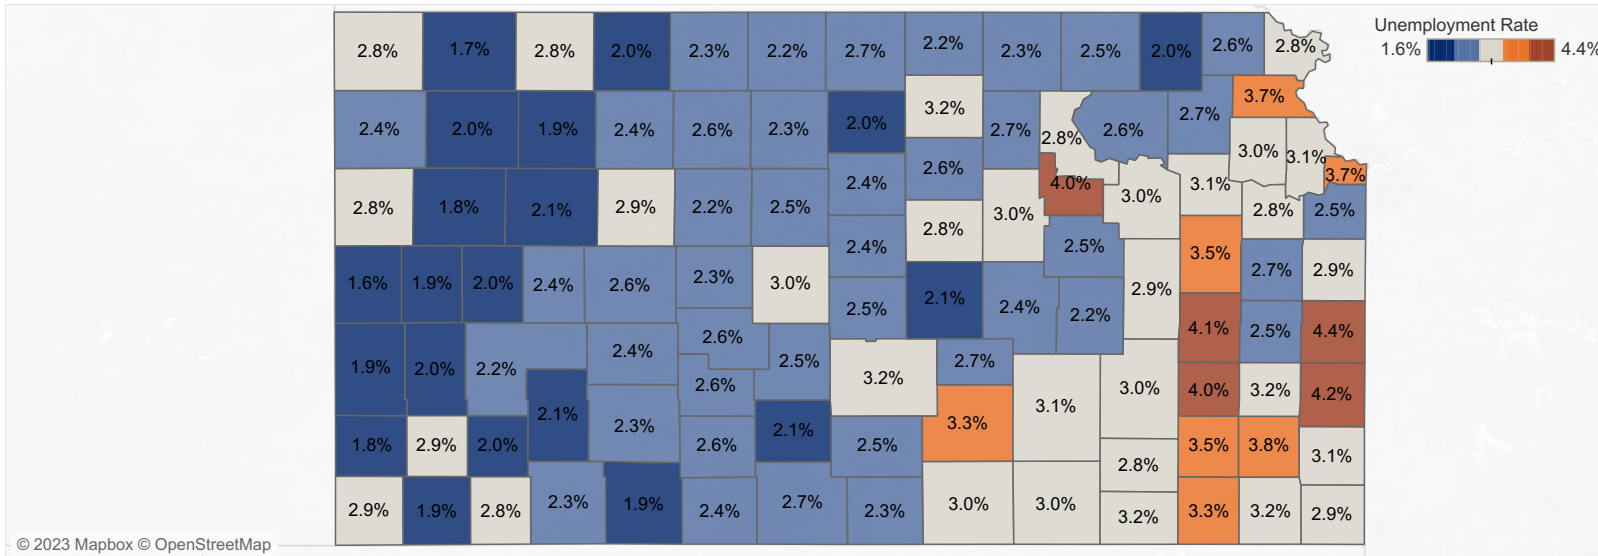 Unemployment Rate
1.6% 4.4%
2.8% 1.7% 2.8% 2.0% 2.3% 2.2% 2.7% 2.2% 2.3% 2.5% 2.0% 2.6% 2.8%
3.7%
2.4% 2.0% 1.9% 2.4% 2.6% 2.3% 2.0% 3.2% 2.7% 2.8% 2.6% 2.7%
3.0% 3.1% 3.7%
2.6%
2.8% 1.8% 2.1% 2.9% 2.2% 2.5% 2.4% 3.0% 4.0% 3.0% 3.1% 2.8% 2.5%
2.8%
2.4% 2.5% 3.5% 2.7% 2.9%
1.6% 1.9% 2.0% 2.4% 2.6% 2.3% 3.0% 2.5% 2.1% 2.4% 2.2% 2.9%
4.1% 2.5% 4.4%
1.9% 2.0% 2.2% 2.4% 2.6% 2.5% 3.2% 2.7%
2.6% 3.0% 4.0% 3.2% 4.2%
2.1% 2.3% 2.1% 3.3% 3.1%
1.8% 2.9% 2.0% 2.6% 2.5% 3.5% 3.8% 3.1%
2.8%
2.9% 1.9% 2.8% 2.3% 1.9% 2.4% 2.7% 2.3% 3.0% 3.0% 3.2% 3.3% 3.2% 2.9%
© 2023 Mapbox © OpenStreetMap